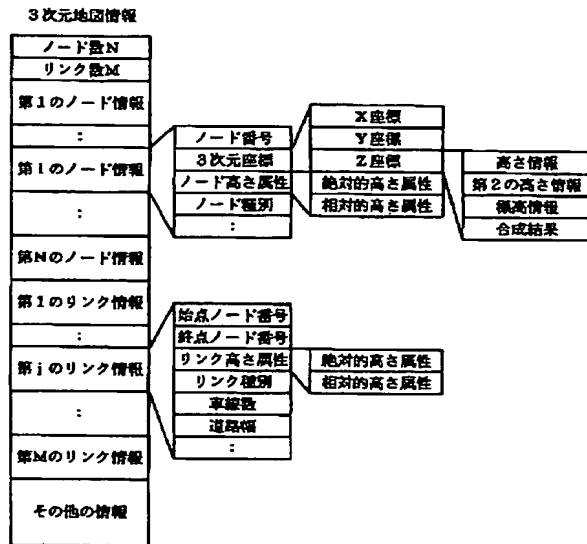 3次元地図情報
ノード数N
リンク数M
第1のノード情報
:
第iのノード情報
:
第Nのノード情報
第1のリンク情報
:
第jのリンク情報
:
第Mのリンク情報
その他の情報
ノード番号
3次元座標
ノード高さ属性
ノード種別
:
X座標
Y座標
Z座標
絶対的高さ属性
相対的高さ属性
高さ情報
第2の高さ情報
標高情報
合成結果
始点ノード番号
終点ノード番号
リンク高さ属性
リンク種別
車線数
道路幅
:
絶対的高さ属性
相対的高さ属性